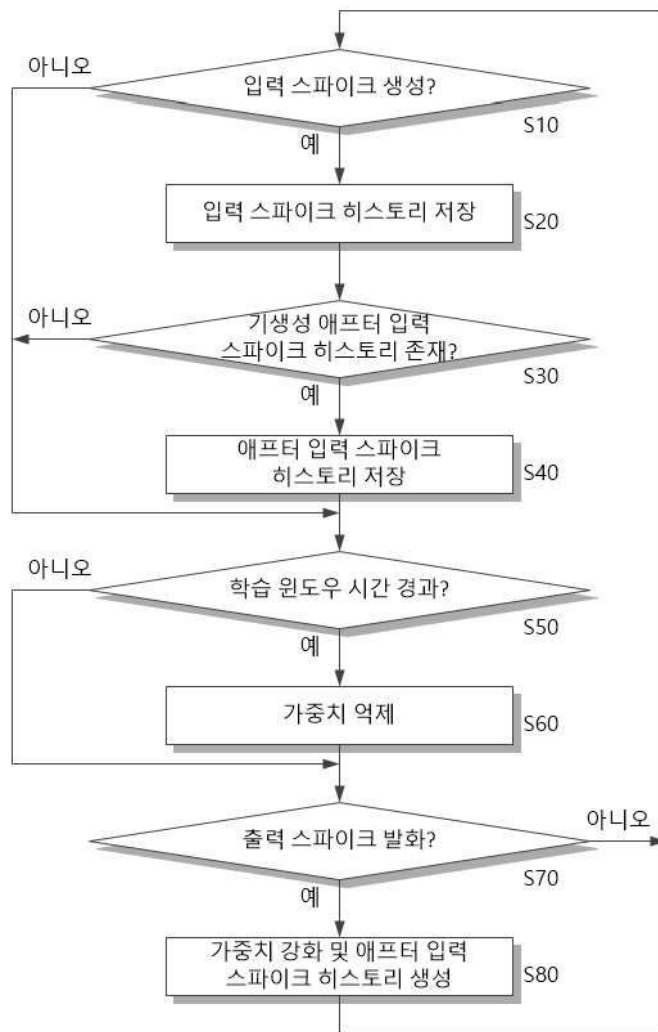 아니오
입력 스파이크 생성?
S10
예
입력 스파이크 히스토리 저장
S20
아니오
기생성 애프터 입력
스파이크 히스토리 존재?
S30
예
애프터 입력 스파이크
히스토리 저장
S40
아니오
학습 윈도우 시간 경과?
S50
예
가중치 억제
S60
출력 스파이크 발화?
아니오
S70
예
가중치 강화 및 애프터 입력
스파이크 히스토리 생성
S80